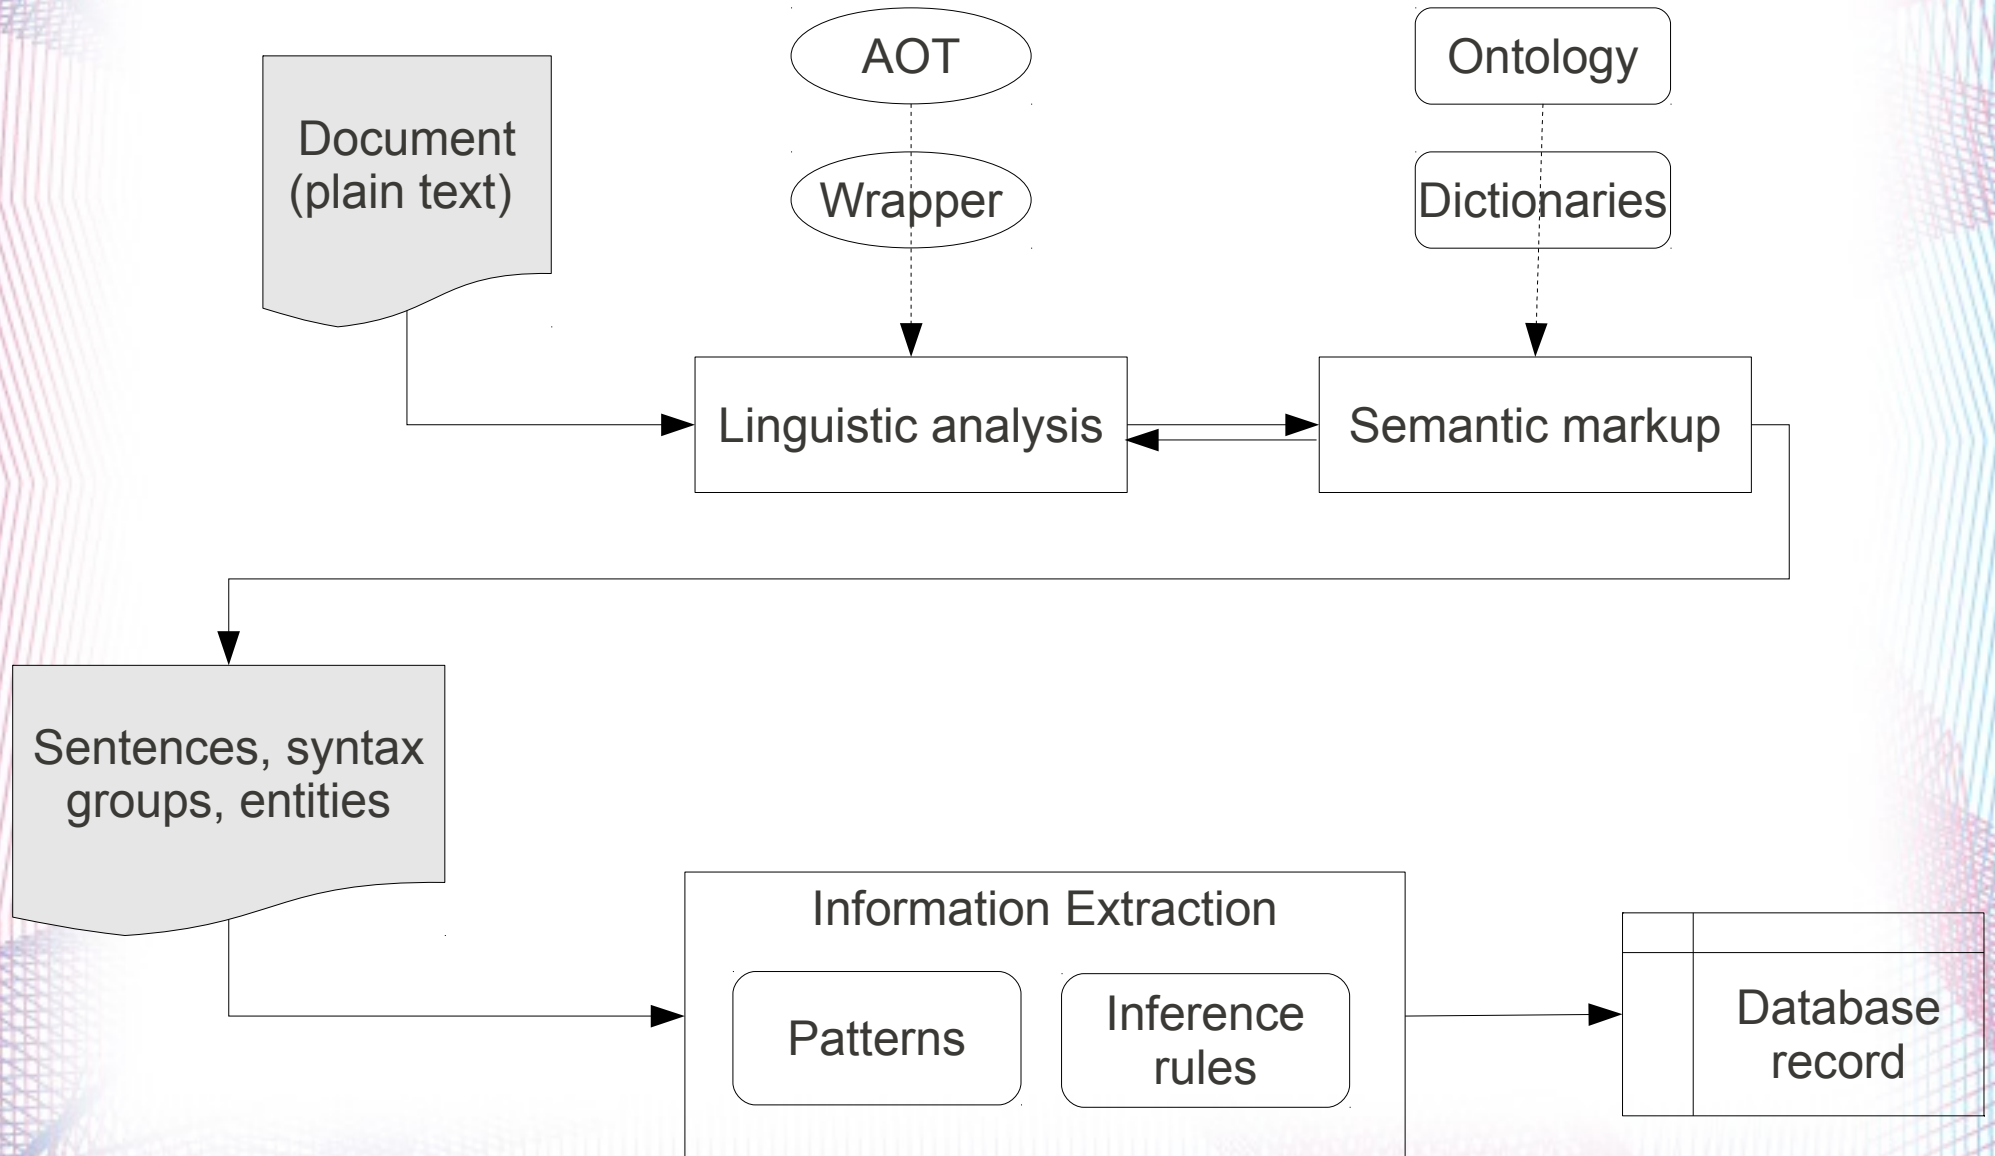 AOT
Ontology
Document
(plain text)
Wrapper
Dictionaries
Linguistic analysis
Semantic markup
Sentences, syntax
groups, entities
Information Extraction
Patterns
Inference
rules
Database
record